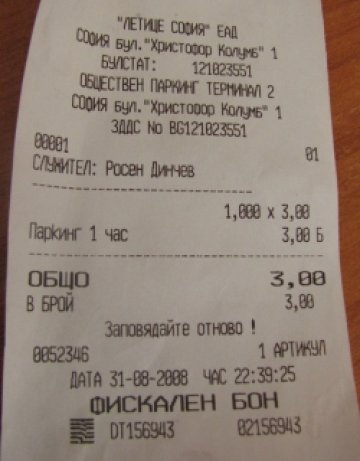 "ЛЕТИЩЕ СОФИЯ" ЕАД
СОФИЯ бул."Христофор Колумб" 1
БУЛСТАТ: 121023551
ОБЩЕСТВЕН ПАРКИНГ ТЕРМИНАЛ 2
СОФИЯ бул."Христофор Колумб" 1
ЗДДС No BG121023551
00001 01
СЛУЖИТЕЛ: Росен Динчев
1,000 x 3,00
Паркинг 1 час 3,00 Б
ОБЩО 3,00
В БРОЙ 3,00
Заповядайте отново !
0052346 1 АРТИКУЛ
ДАТА 31-08-2008 ЧАС 22:39:25
ФИСКАЛЕН БОН
DT156943 02156943